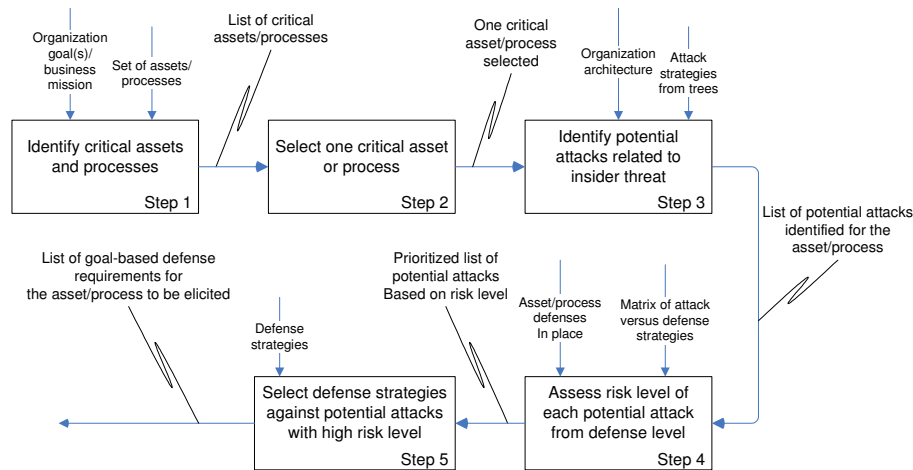 Organization
goal(s)/
business
mission
Set of assets/
processes
List of critical
assets/processes
One critical
asset/process
selected
Organization
architecture
Attack
strategies
from trees
Identify critical assets
and processes
Step 1
Select one critical asset
or process
Step 2
Identify potential
attacks related to
insider threat
Step 3
List of potential attacks
identified for the
asset/process
List of goal-based defense
requirements for
the asset/process to be elicited
Defense
strategies
Prioritized list of
potential attacks
Based on risk level
Asset/process
defenses
In place
Matrix of attack
versus defense
strategies
Select defense strategies
against potential attacks
with high risk level
Step 5
Assess risk level of
each potential attack
from defense level
Step 4